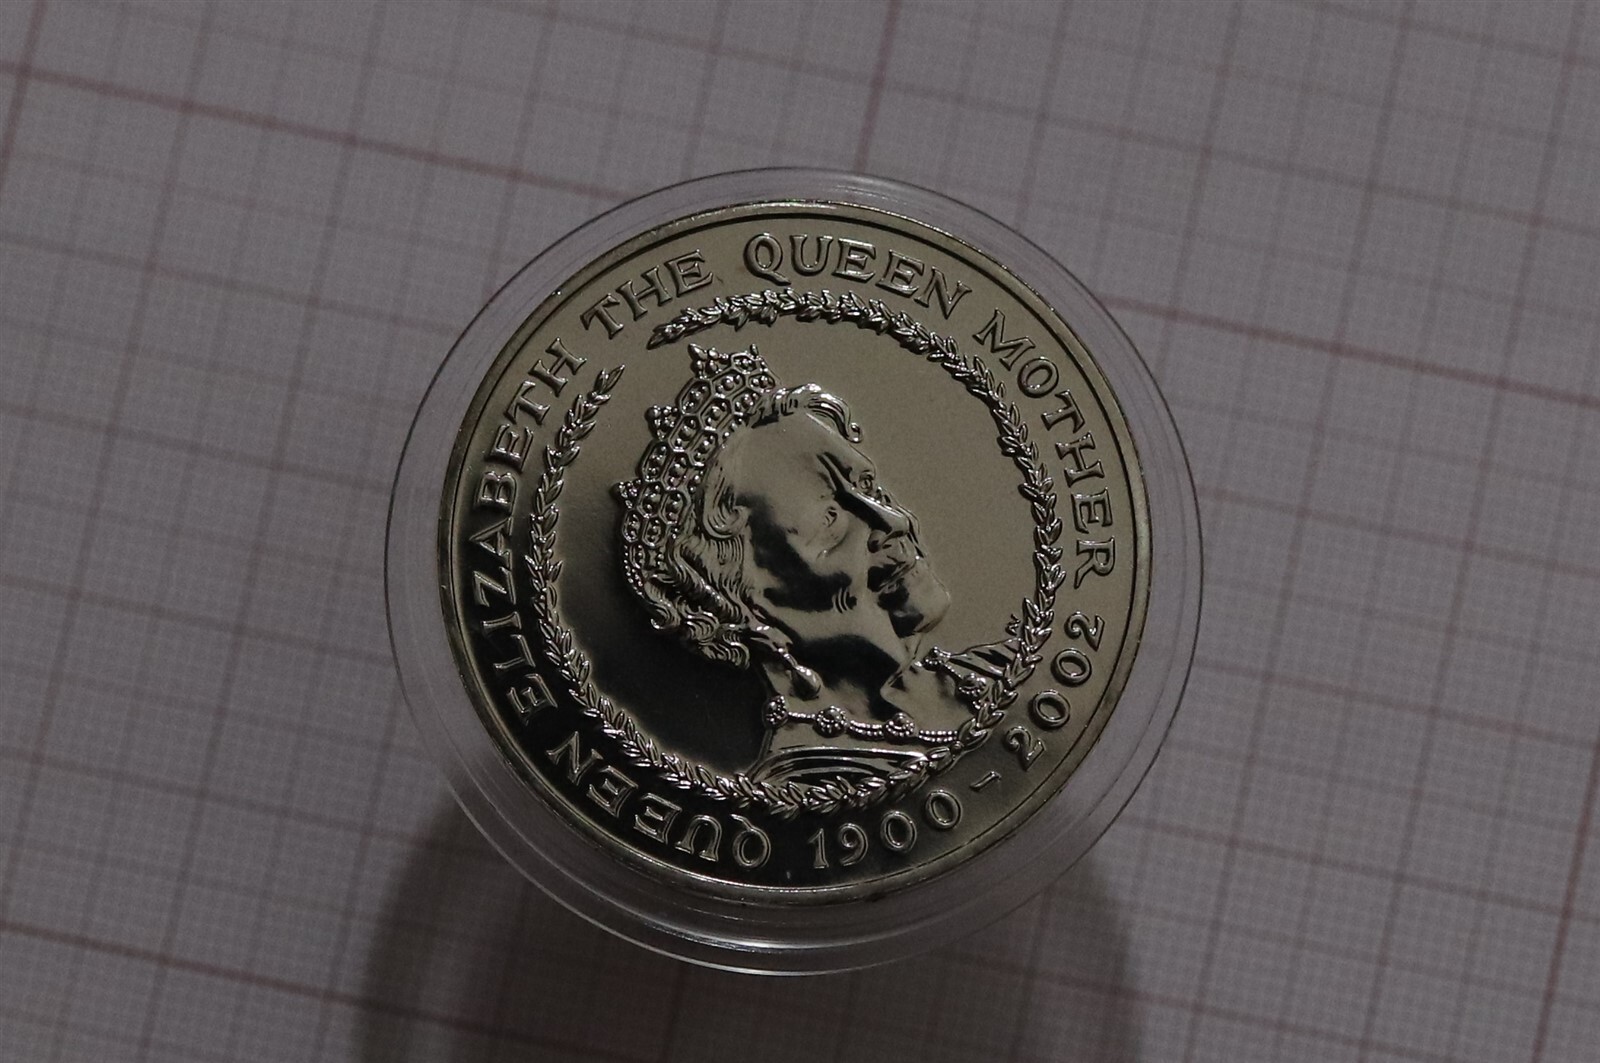 QUEEN ELIZABETH THE QUEEN MOTHER 1900-2002